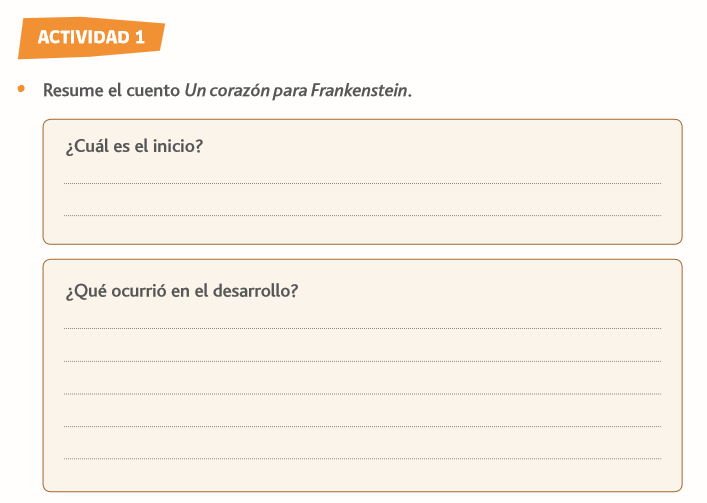 ACTIVIDAD 1
Resume el cuento Un corazón para Frankenstein.
¿Cuál es el inicio?
¿Qué ocurrió en el desarrollo?